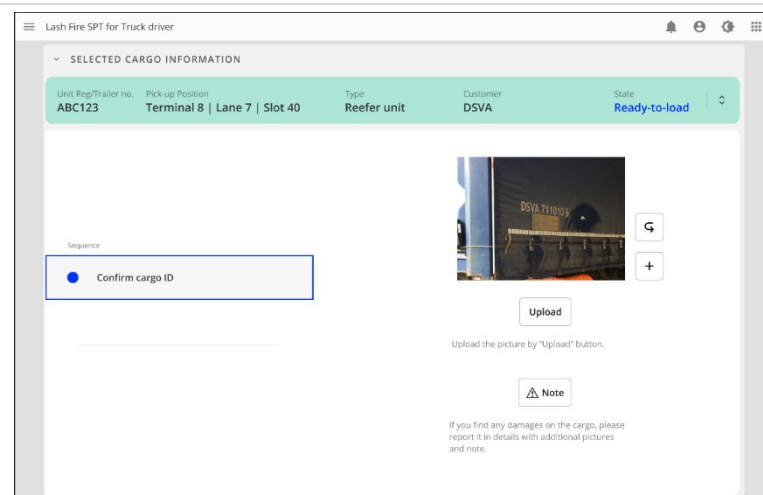 Lash Fire SPT for Truck driver
SELECTED CARGO INFORMATION
Unit Reg/Trailer no. Pick-up Position Type Customer State
ABC123 Terminal 8 | Lane 7 | Slot 40 Reefer unit DSVA Ready-to-load
DSVA 711010 6
Sequence
Confirm cargo ID
Upload
Upload the picture by "Upload" button.
Note
If you find any damages on the cargo, please
report it in details with additional pictures
and note.